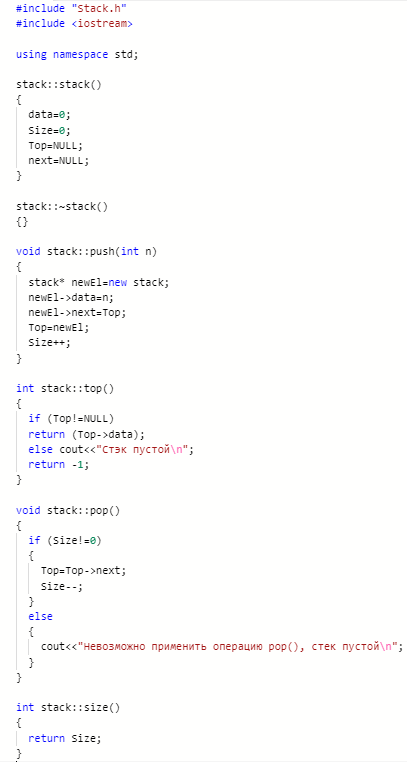 #include "Stack.h"
#include <iostream>

using namespace std;

stack::stack()
{
  data=0;
  Size=0;
  Top=NULL;
  next=NULL;
}

stack::~stack()
{}

void stack::push(int n)
{
  stack* newEl=new stack;
  newEl->data=n;
  newEl->next=Top;
  Top=newEl;
  Size++;
}

int stack::top()
{
  if (Top!=NULL)
  return (Top->data);
  else cout<<"Стэк пустой\n";
  return -1;
}

void stack::pop()
{
  if (Size!=0)
  {
    Top=Top->next;
    Size--;
  }
  else
  {
    cout<<"Невозможно применить операцию pop(), стек пустой\n";
  }
}

int stack::size()
{
  return Size;
}